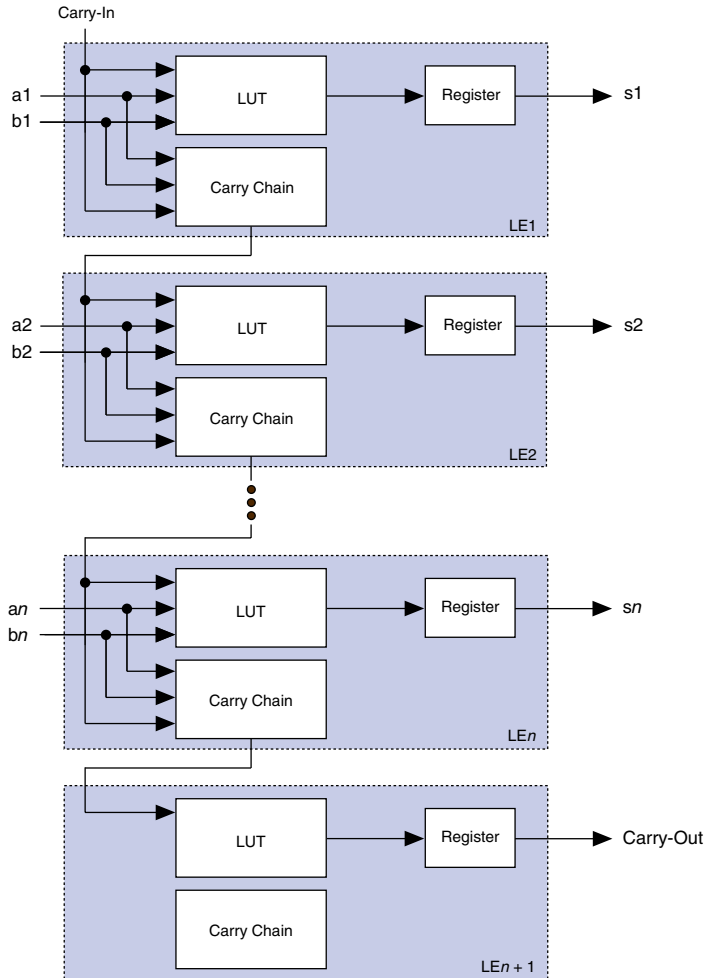 Carry-In
a1
b1
LUT
Register
s1
Carry Chain
LE1
a2
b2
LUT
Register
s2
Carry Chain
LE2
an
bn
LUT
Register
sn
Carry Chain
LEn
LUT
Register
Carry-Out
Carry Chain
LEn + 1